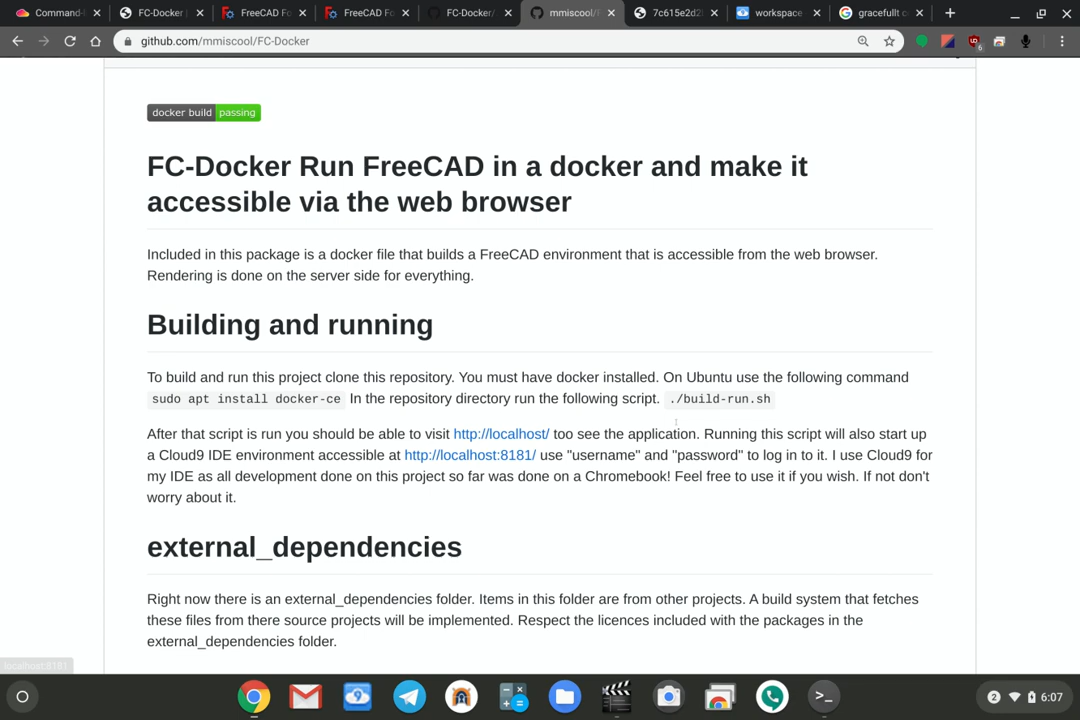 Command-
FC-Docker
FreeCAD Fo
FreeCAD Fo
FC-Docker/
mmiscool/
7c615e2d2
workspace
gracefullt c
github.com/mmiscool/FC-Docker
6
docker build passing
FC-Docker Run FreeCAD in a docker and make it
accessible via the web browser
Included in this package is a docker file that builds a FreeCAD environment that is accessible from the web browser.
Rendering is done on the server side for everything.
Building and running
To build and run this project clone this repository. You must have docker installed. On Ubuntu use the following command
sudo apt install docker-ce In the repository directory run the following script. ./build-run.sh
After that script is run you should be able to visit http://localhost/ too see the application. Running this script will also start up
a Cloud9 IDE environment accessible at http://localhost:8181/ use "username" and "password" to log in to it. I use Cloud9 for
my IDE as all development done on this project so far was done on a Chromebook! Feel free to use it if you wish. If not don't
worry about it.
external_dependencies
Right now there is an external_dependencies folder. Items in this folder are from other projects. A build system that fetches
these files from there source projects will be implemented. Respect the licences included with the packages in the
external_dependencies folder.
localhost:8181
9
>_
2 6:07